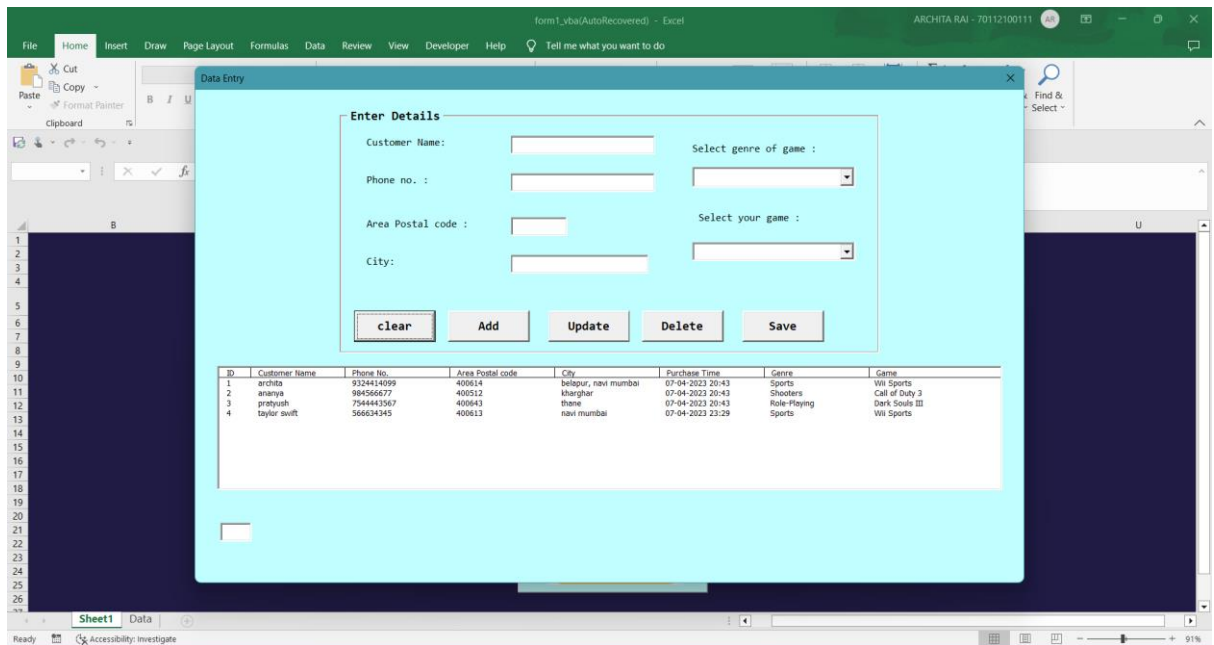 form1_vba(AutoRecovered) - Excel
ARCHITA RAI - 70112100111 AR
File Home Insert Draw Page Layout Formulas Data Review View Developer Help Tell me what you want to do
Paste
Cut
Copy
Format Painter
Clipboard
B I U
Find &
Select
fx
B U
Data Entry
Enter Details
Customer Name:
Select genre of game :
Phone no. :
Area Postal code :
Select your game :
City:
clear Add Update Delete Save
ID Customer Name Phone No. Area Postal code City Purchase Time Genre Game
1 archita 9324414099 400614 belapur, navi mumbai 07-04-2023 20:43 Sports Wii Sports
2 ananya 984566677 400512 kharghar 07-04-2023 20:43 Shooters Call of Duty 3
3 pratyush 7544443567 400643 thane 07-04-2023 20:43 Role-Playing Dark Souls III
4 taylor swift 566634345 400613 navi mumbai 07-04-2023 23:29 Sports Wii Sports
1
2
3
4
5
6
7
8
9
10
11
12
13
14
15
16
17
18
19
20
21
22
23
24
25
26
Sheet1 Data
Ready Accessibility: Investigate
91%